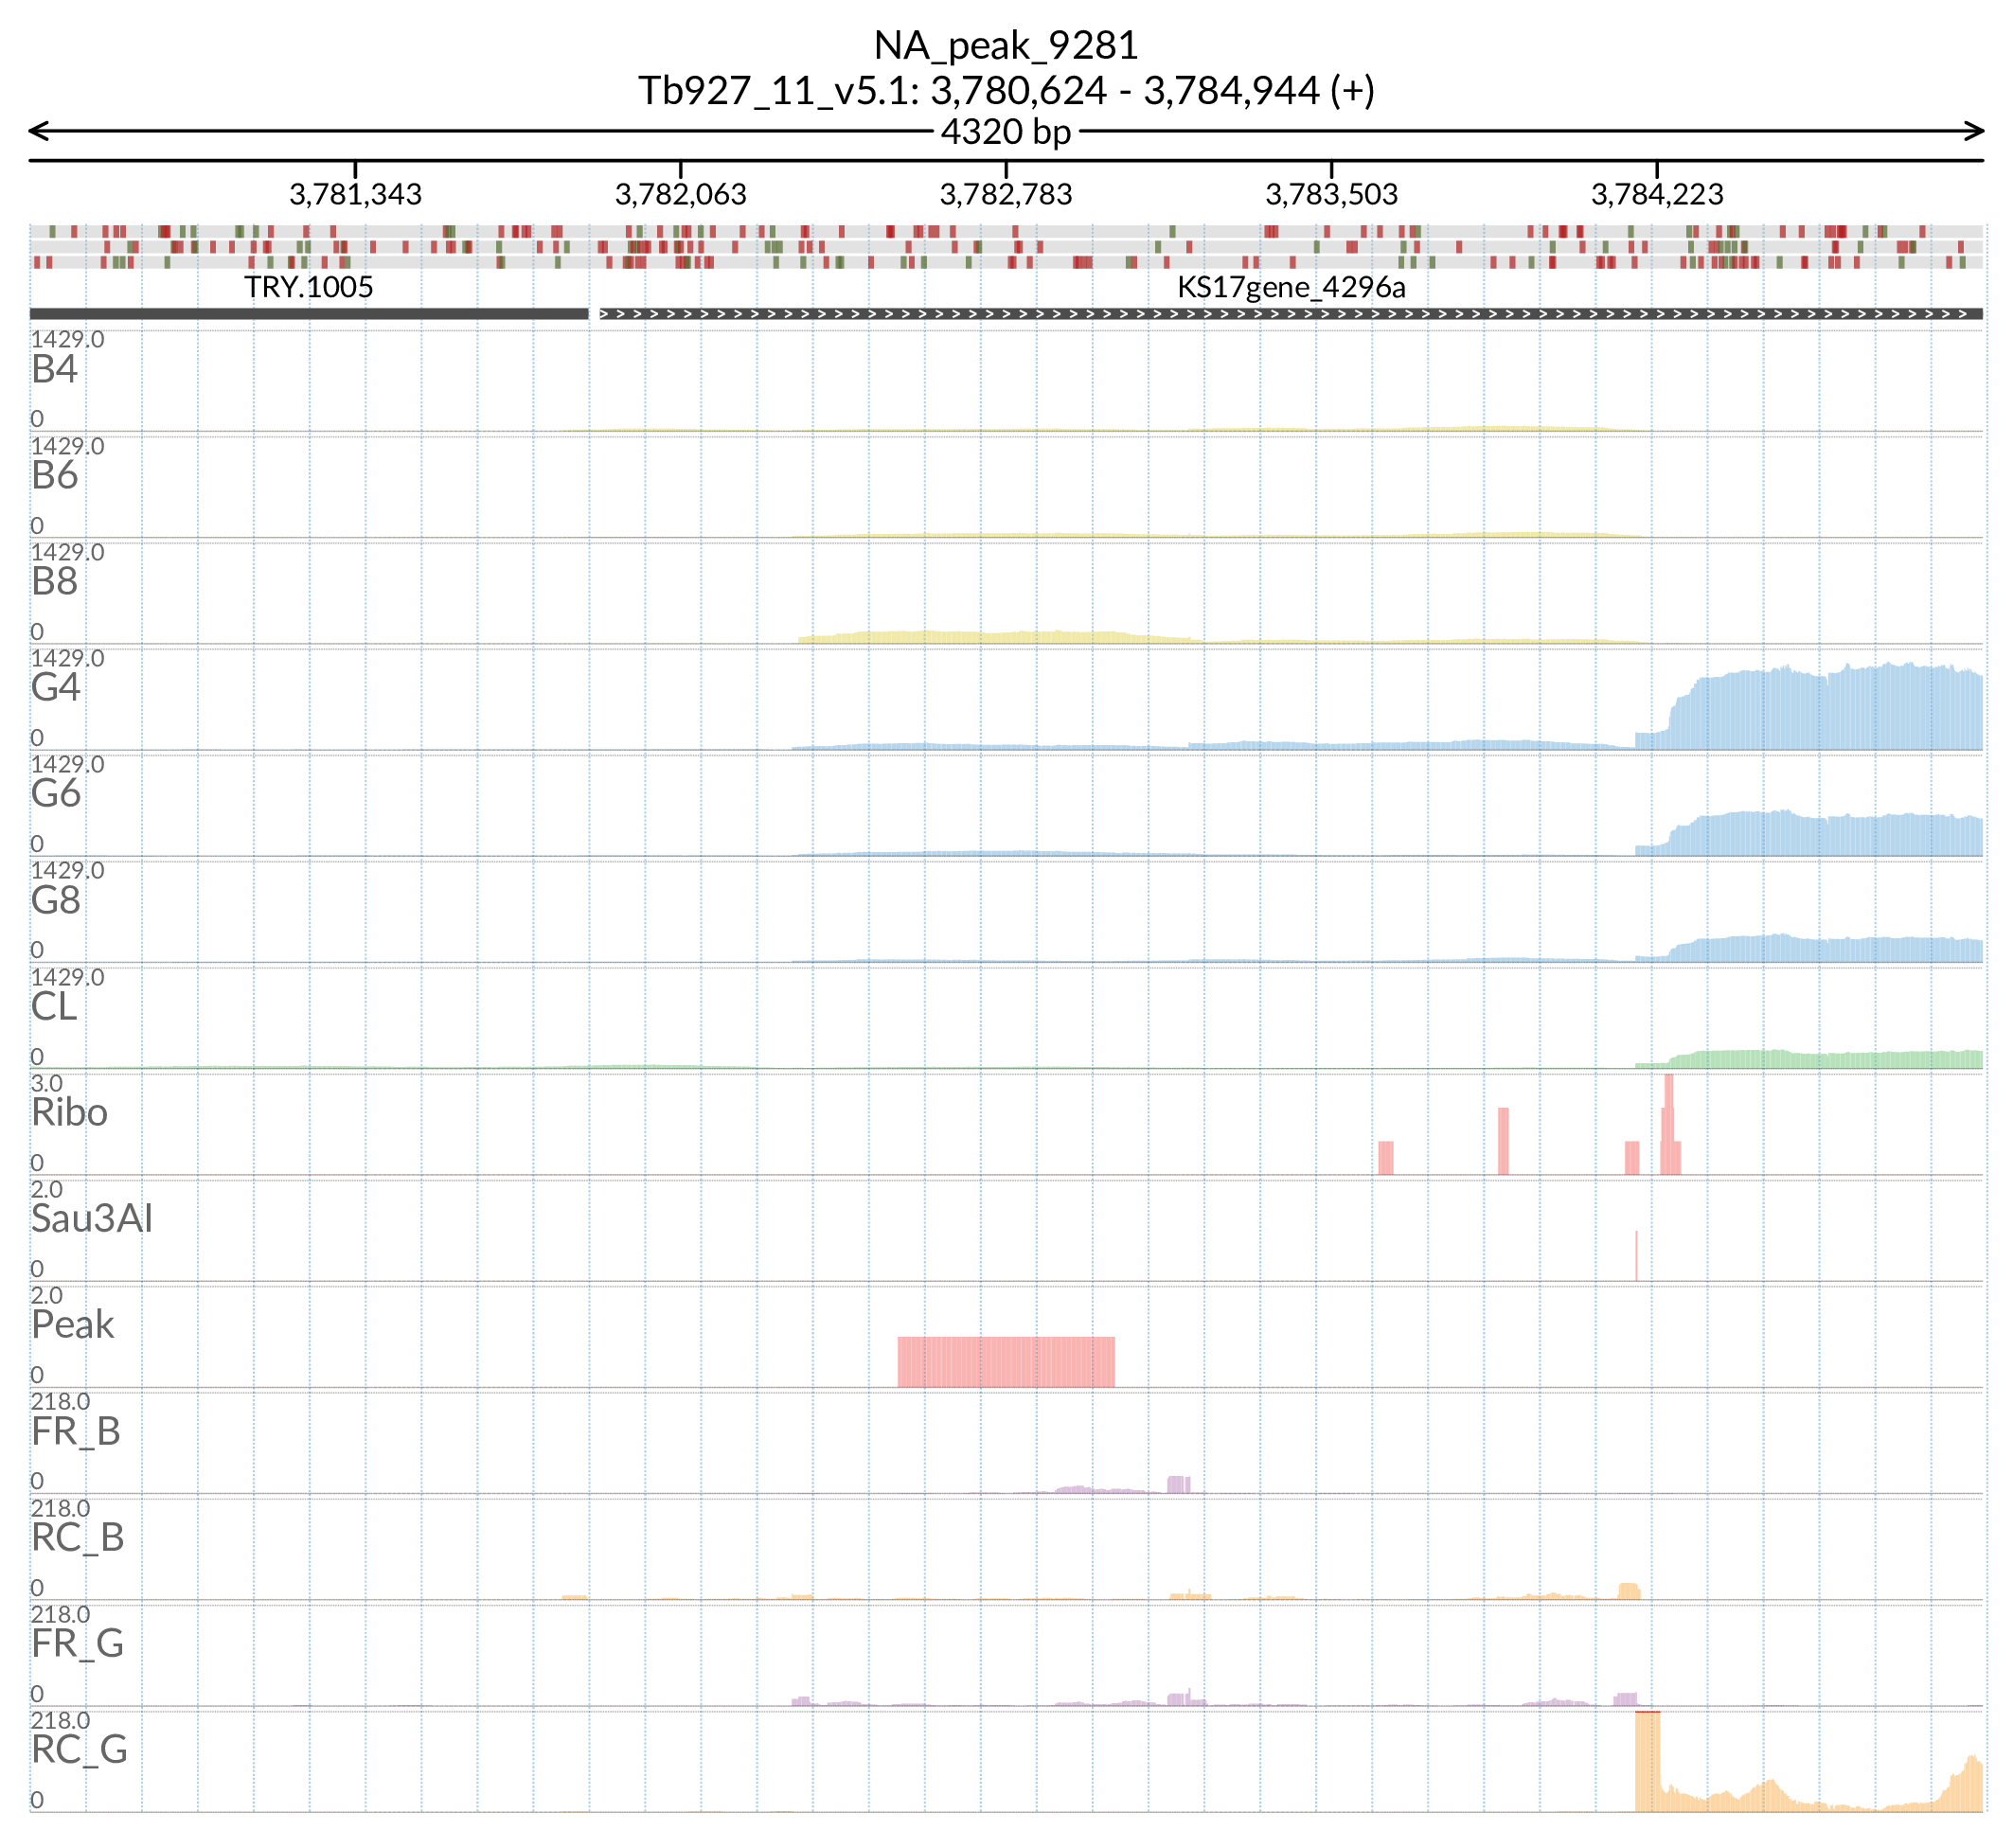 NA_peak_9281
Tb927_11_v5.1: 3,780,624 - 3,784,944 (+)
4320 bp
3,781,343 3,782,063 3,782,783 3,783,503 3,784,223
TRY.1005 KS17gene_4296a
1429.0
B4
0
1429.0
B6
0
1429.0
B8
0
1429.0
G4
0
1429.0
G6
0
1429.0
G8
0
1429.0
CL
0
3.0
Ribo
0
2.0
Sau3AI
0
2.0
Peak
0
218.0
FR_B
0
218.0
RC_B
0
218.0
FR_G
0
218.0
RC_G
0